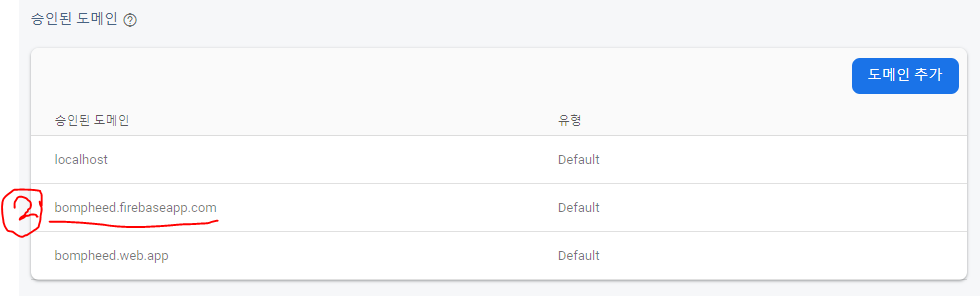 승인된 도메인 ?
도메인 추가
승인된 도메인 유형
localhost Default
2 bompheed.firebaseapp.com Default
bompheed.web.app Default